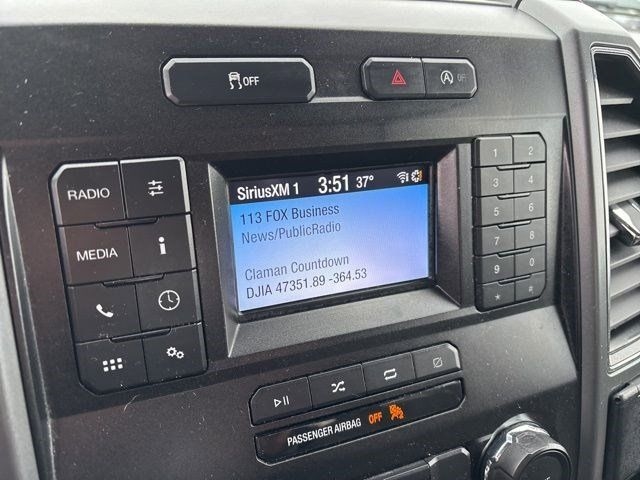 OFF
A OFF
RADIO
MEDIA
i
SiriusXM 1 3:51 37°
113 FOX Business
News/PublicRadio
Claman Countdown
DJIA 47351.89 -364.53
1 2
3 4
5 6
7 8
9 0
* #
PASSENGER AIRBAG OFF